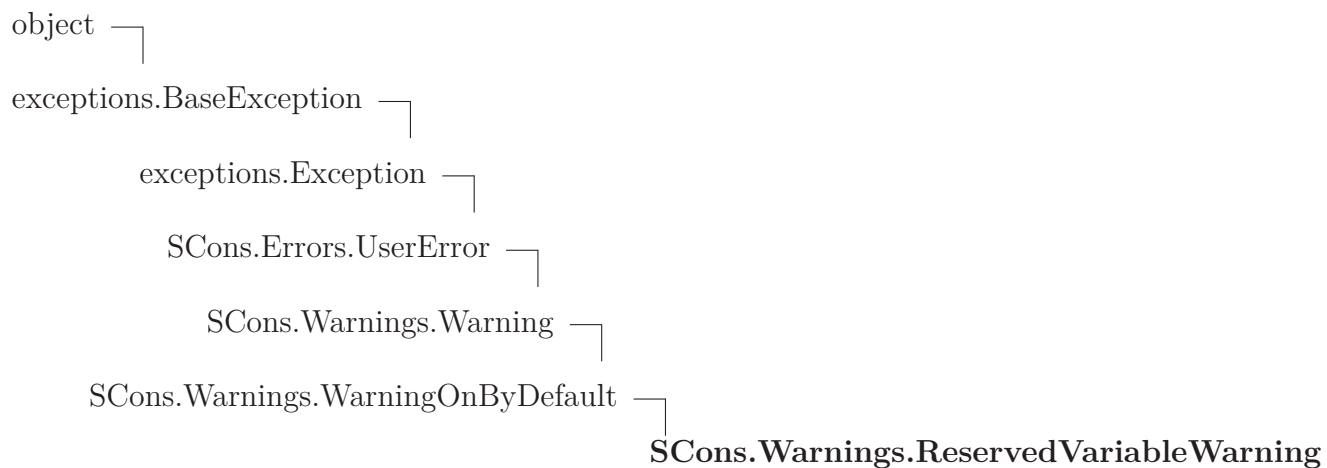 object
exceptions.BaseException
exceptions.Exception
SCons.Errors.UserError
SCons.Warnings.Warning
SCons.Warnings.WarningOnByDefault
SCons.Warnings.ReservedVariableWarning